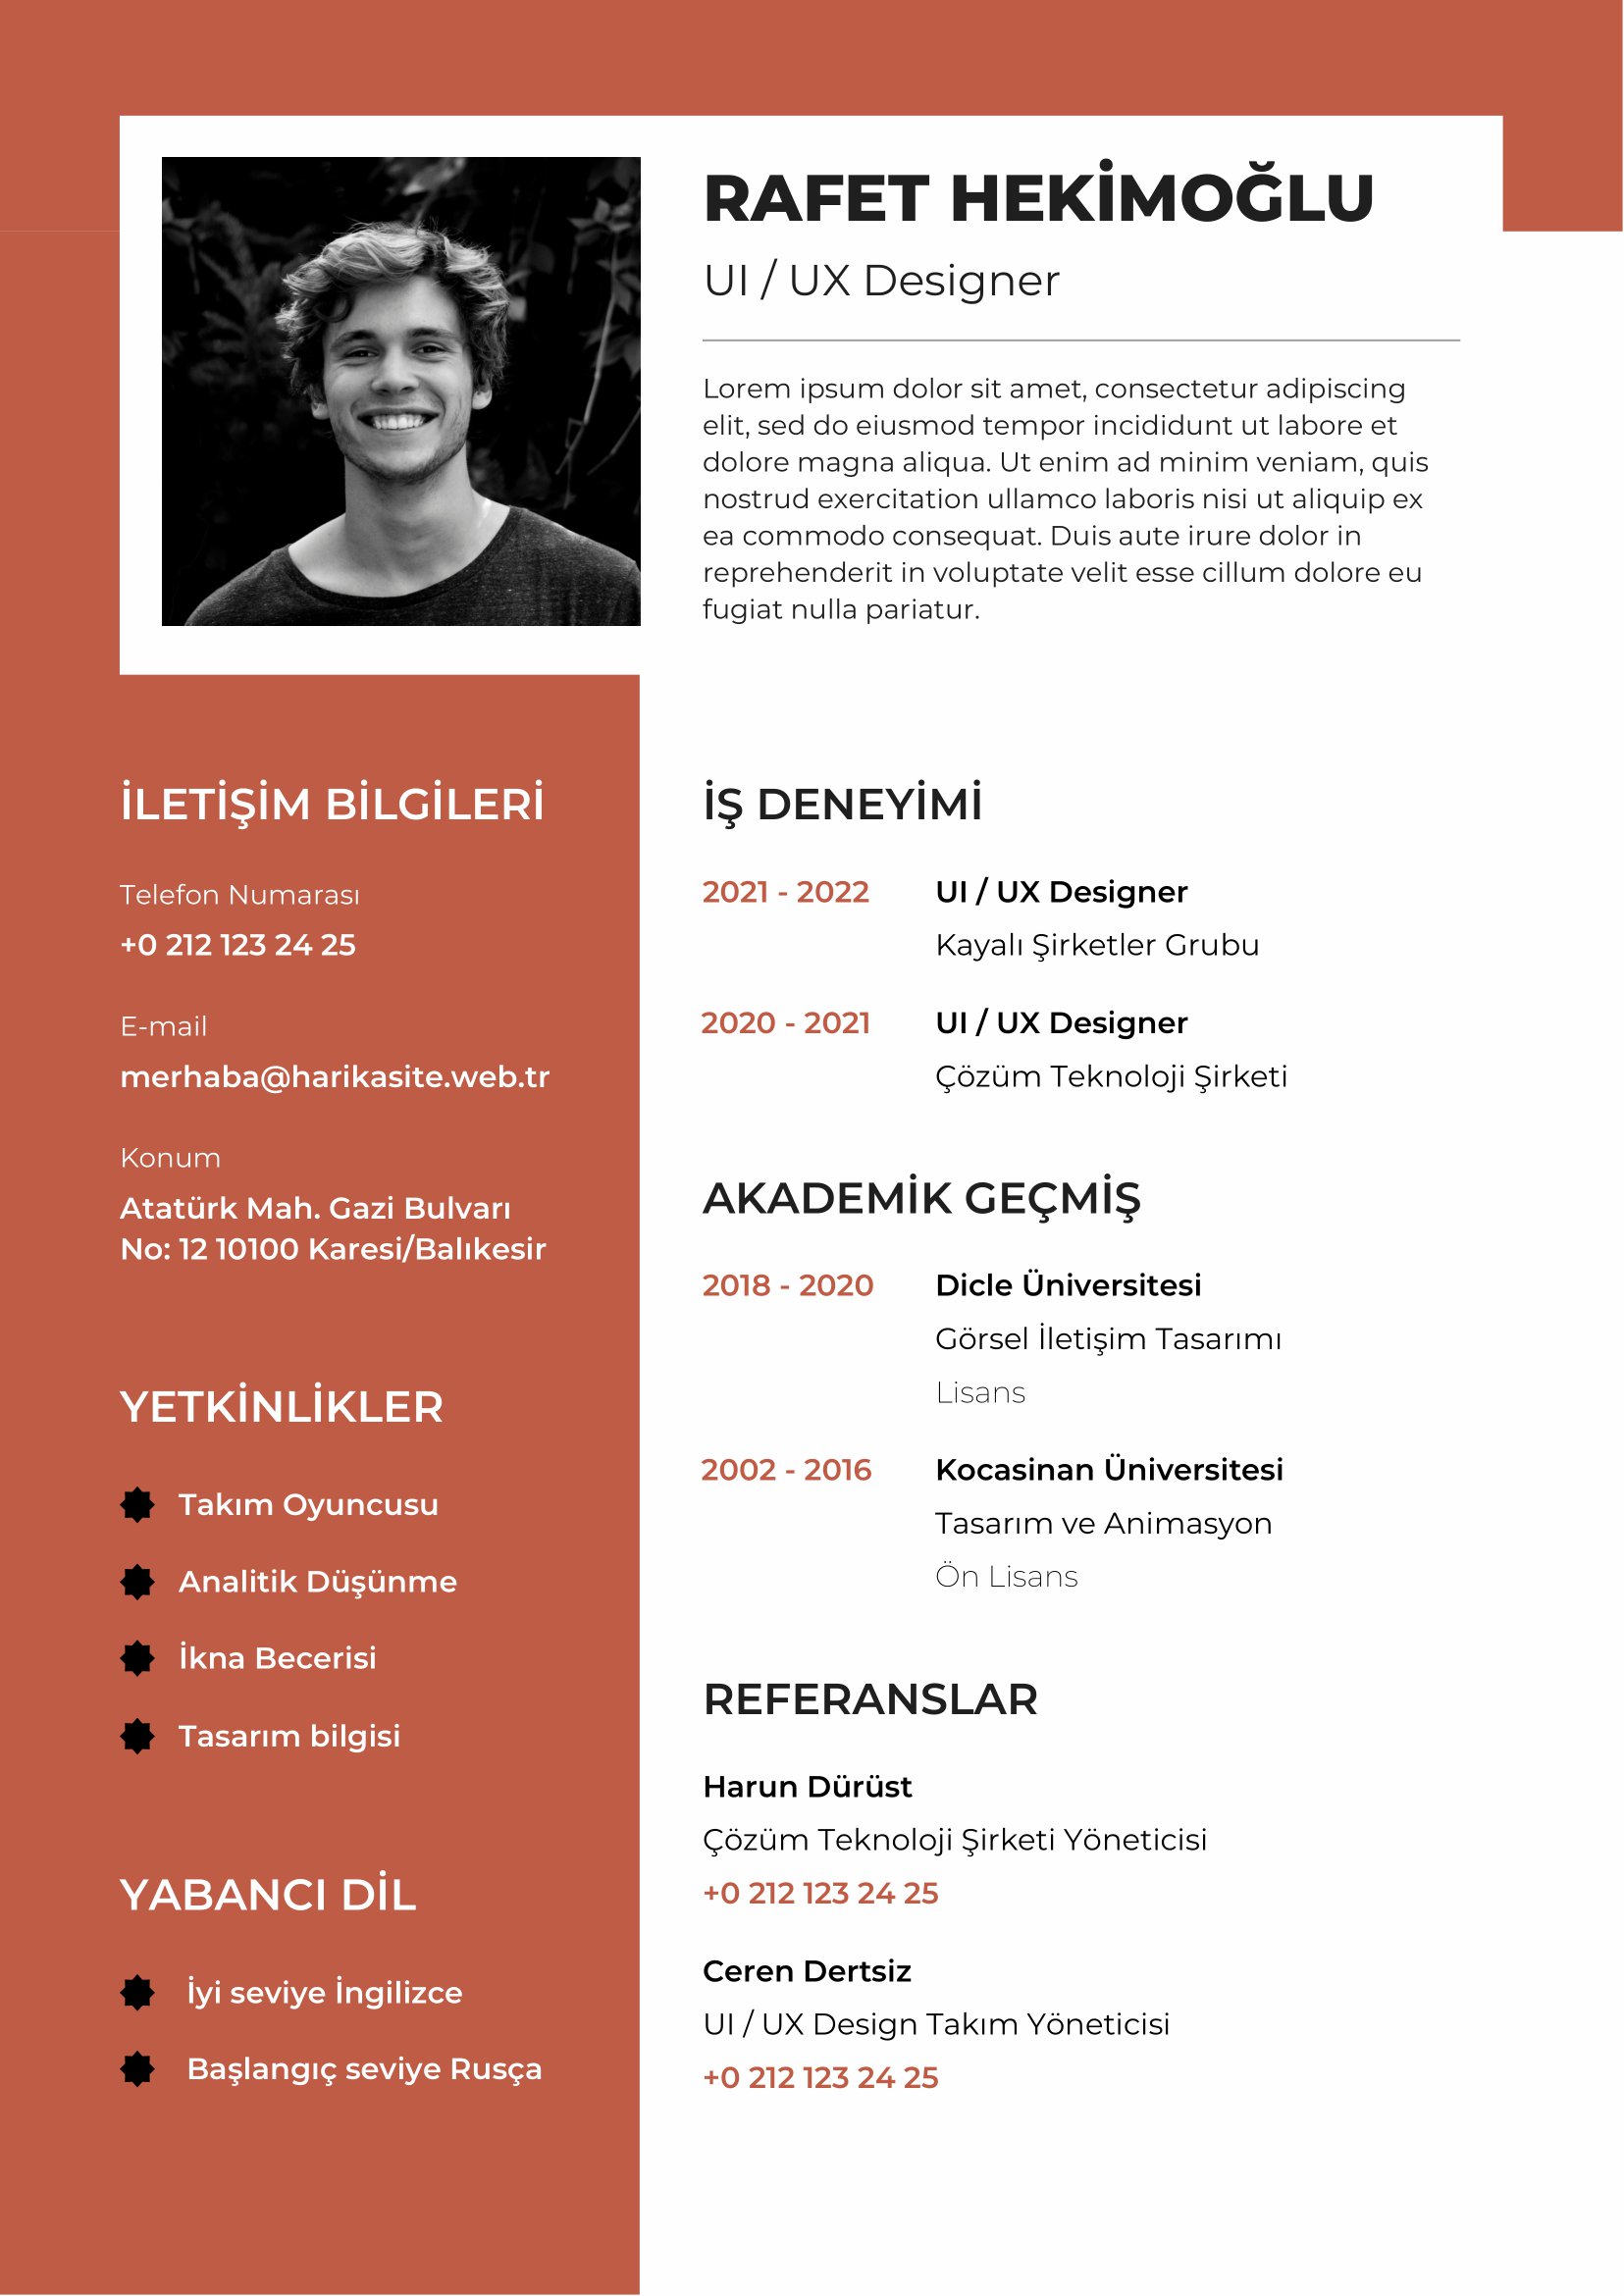 RAFET HEKİMOĞLU
UI / UX Designer
Lorem ipsum dolor sit amet, consectetur adipiscing
elit, sed do eiusmod tempor incididunt ut labore et
dolore magna aliqua. Ut enim ad minim veniam, quis
nostrud exercitation ullamco laboris nisi ut aliquip ex
ea commodo consequat. Duis aute irure dolor in
reprehenderit in voluptate velit esse cillum dolore eu
fugiat nulla pariatur.
İLETİŞİM BİLGİLERİ
Telefon Numarası
+0 212 123 24 25
E-mail
merhaba@harikasite.web.tr
Konum
Atatürk Mah. Gazi Bulvarı
No: 12 10100 Karesi/Balıkesir
YETKİNLİKLER
Takım Oyuncusu
Analitik Düşünme
İkna Becerisi
Tasarım bilgisi
YABANCI DİL
İyi seviye İngilizce
Başlangıç seviye Rusça
İŞ DENEYİMİ
2021 - 2022 UI / UX Designer
Kayalı Şirketler Grubu
2020 - 2021 UI / UX Designer
Çözüm Teknoloji Şirketi
AKADEMİK GEÇMİŞ
2018 - 2020 Dicle Üniversitesi
Görsel İletişim Tasarımı
Lisans
2002 - 2016 Kocasinan Üniversitesi
Tasarım ve Animasyon
Ön Lisans
REFERANSLAR
Harun Dürüst
Çözüm Teknoloji Şirketi Yöneticisi
+0 212 123 24 25
Ceren Dertsiz
UI / UX Design Takım Yöneticisi
+0 212 123 24 25